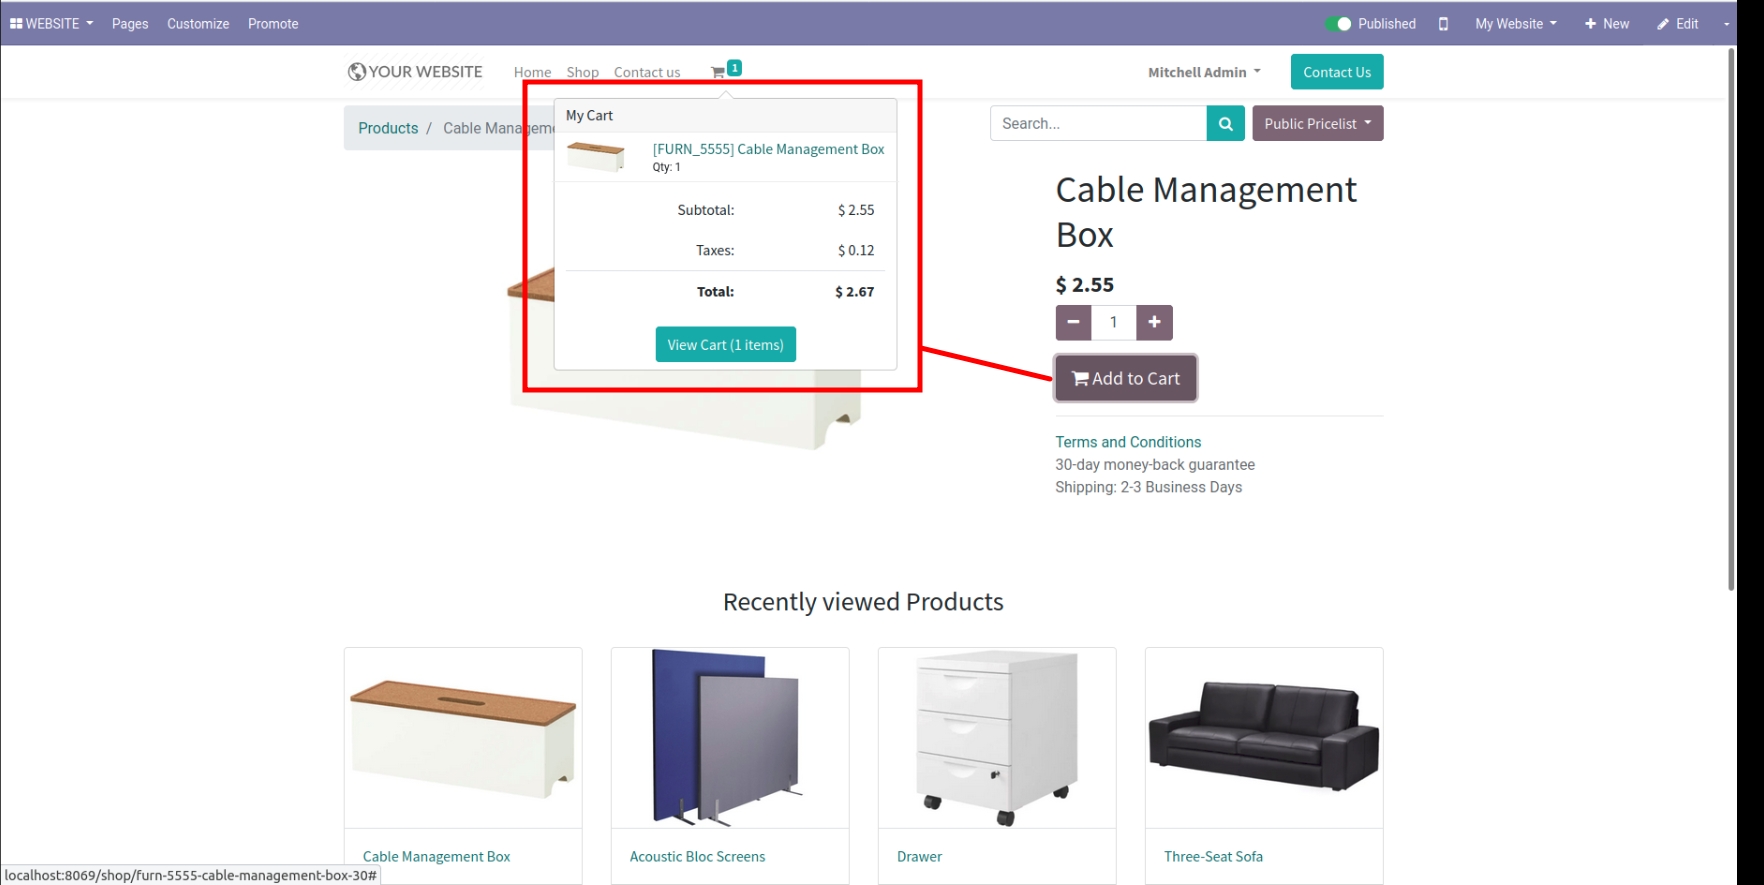 WEBSITE Pages Customize Promote Published My Website + New Edit
YOUR WEBSITE Home Shop Contact us 1 Mitchell Admin Contact Us
Products / Cable Manageme
Search... Public Pricelist
My Cart
[FURN_5555] Cable Management Box
Qty: 1
Subtotal: $ 2.55
Taxes: $ 0.12
Total: $ 2.67
View Cart (1 items)
Cable Management
Box
$ 2.55
− 1 +
Add to Cart
Terms and Conditions
30-day money-back guarantee
Shipping: 2-3 Business Days
Recently viewed Products
Cable Management Box Acoustic Bloc Screens Drawer Three-Seat Sofa
localhost:8069/shop/furn-5555-cable-management-box-30#